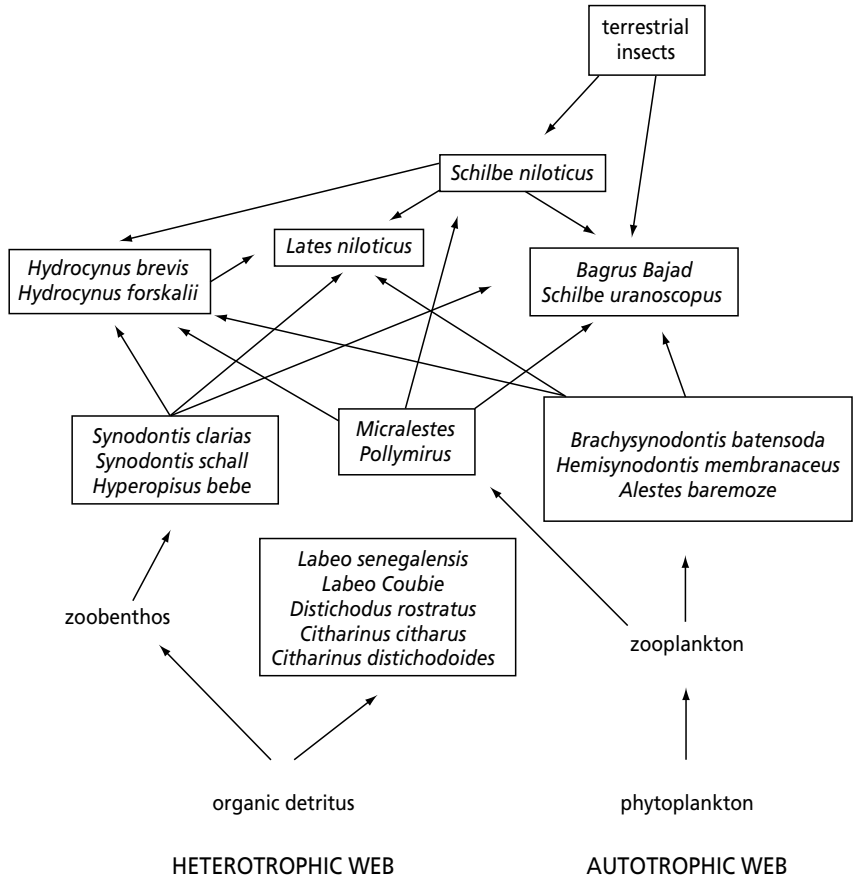 terrestrial
insects
Schilbe niloticus
Lates niloticus
Hydrocynus brevis
Hydrocynus forskalii
Bagrus Bajad
Schilbe uranoscopus
Synodontis clarias
Synodontis schall
Hyperopisus bebe
Micralestes
Pollymirus
Brachysynodontis batensoda
Hemisynodontis membranaceus
Alestes baremoze
Labeo senegalensis
Labeo Coubie
Distichodus rostratus
Citharinus citharus
Citharinus distichodoides
zoobenthos
zooplankton
organic detritus
phytoplankton
HETEROTROPHIC WEB
AUTOTROPHIC WEB